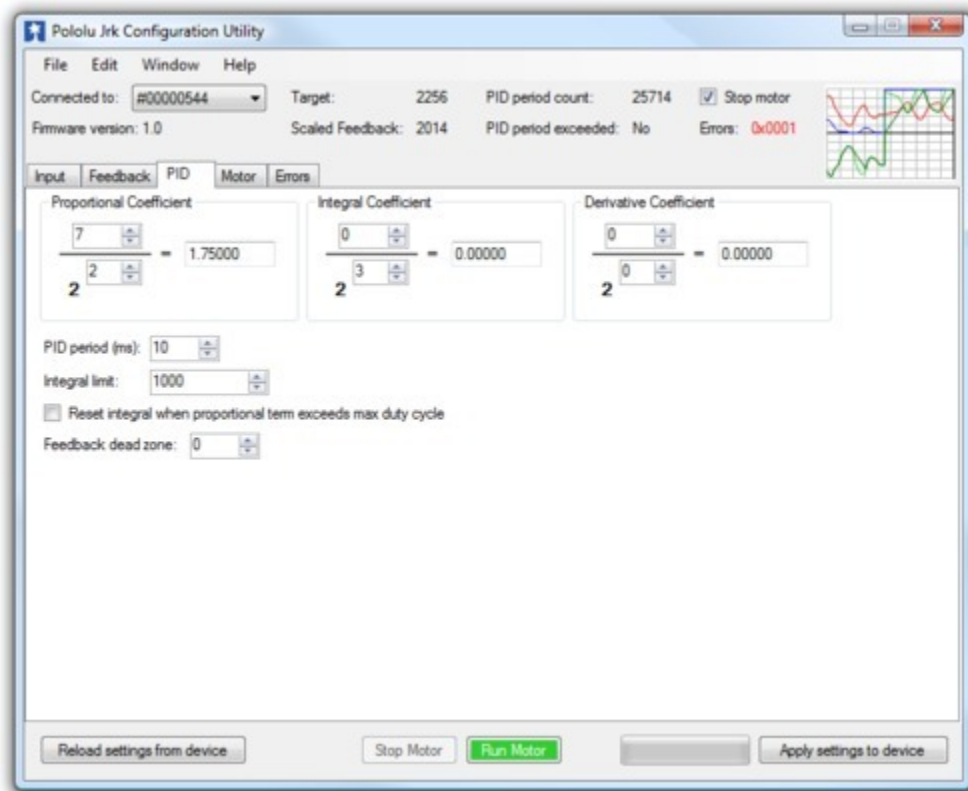 Pololu Jrk Configuration Utility
File Edit Window Help
Connected to: #00000544 Target: 2256 PID period count: 25714 Stop motor
Firmware version: 1.0 Scaled Feedback: 2014 PID period exceeded: No Errors: 0x0001
Input Feedback PID Motor Errors
Proportional Coefficient Integral Coefficient Derivative Coefficient
7 0 0
= 1.75000 = 0.00000 = 0.00000
2 3 0
2 2 2
PID period (ms): 10
Integral limit: 1000
Reset integral when proportional term exceeds max duty cycle
Feedback dead zone: 0
Reload settings from device Stop Motor Run Motor Apply settings to device